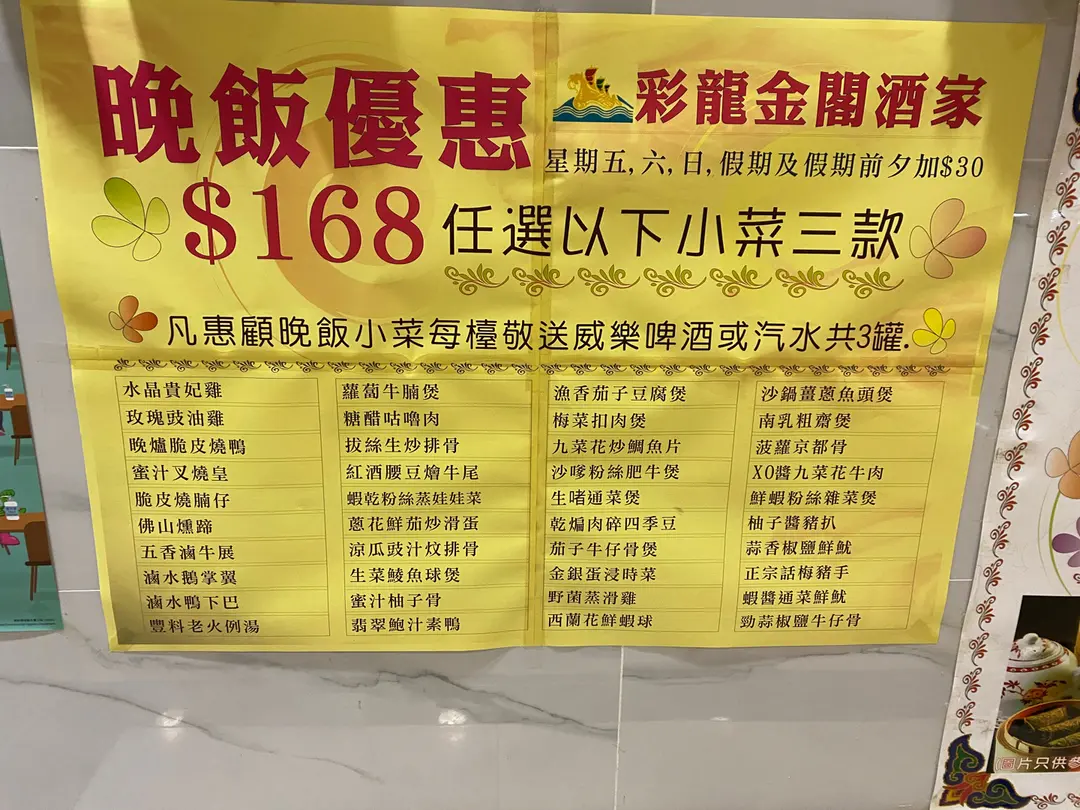 晚飯優惠
彩龍金閣酒家
星期五,六,日,假期及假期前夕加$30
$168 任選以下小菜三款
凡惠顧晚飯小菜每檯敬送威樂啤酒或汽水共3罐.
水晶貴妃雞
玫瑰豉油雞
晚爐脆皮燒鴨
蜜汁叉燒皇
脆皮燒腩仔
佛山燻蹄
五香滷牛展
滷水鵝掌翼
滷水鴨下巴
豐料老火例湯
蘿蔔牛腩煲
糖醋咕嚕肉
拔絲生炒排骨
紅酒腰豆燴牛尾
蝦乾粉絲蒸娃娃菜
蔥花鮮茄炒滑蛋
涼瓜豉汁炆排骨
生菜鯪魚球煲
蜜汁柚子骨
翡翠鮑汁素鴨
漁香茄子豆腐煲
梅菜扣肉煲
九菜花炒鯛魚片
沙嗲粉絲肥牛煲
生啫通菜煲
乾煸肉碎四季豆
茄子牛仔骨煲
金銀蛋浸時菜
野菌蒸滑雞
西蘭花鮮蝦球
沙鍋薑蔥魚頭煲
南乳粗齋煲
菠蘿京都骨
XO醬九菜花牛肉
鮮蝦粉絲雜菜煲
柚子醬豬扒
蒜香椒鹽鮮魷
正宗話梅豬手
蝦醬通菜鮮魷
勁蒜椒鹽牛仔骨
圖片只供參